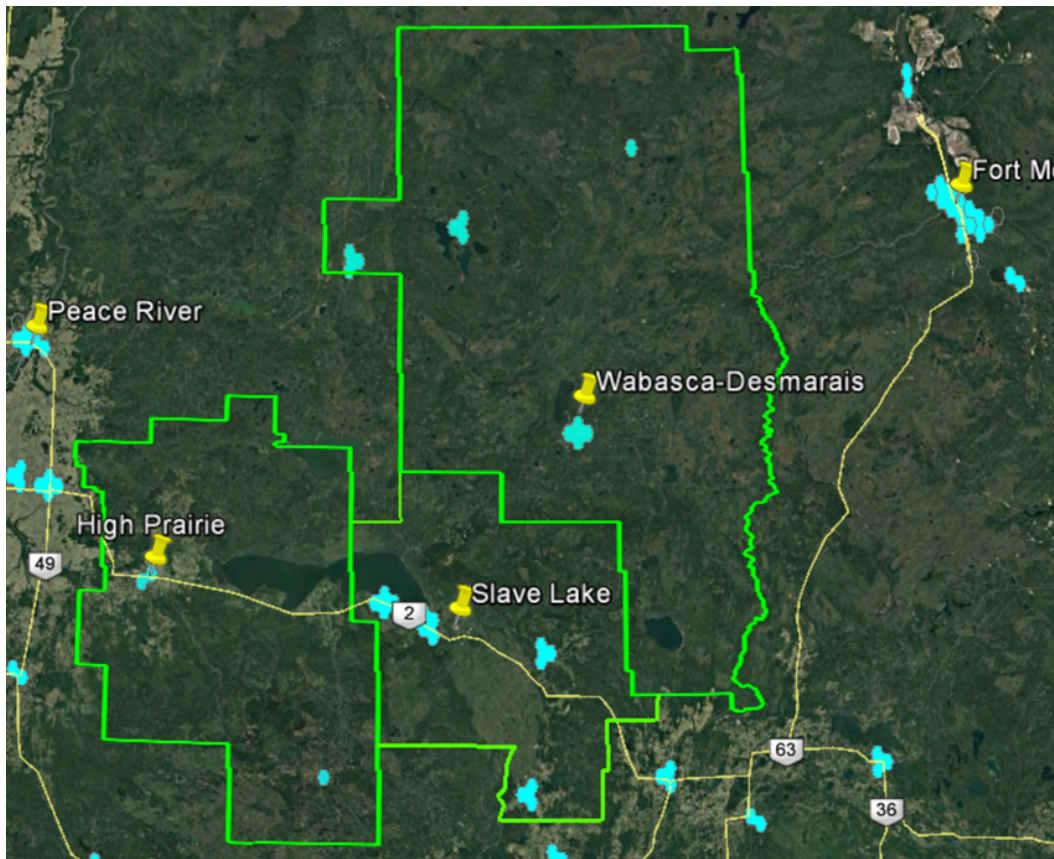 Fort Mc
Peace River
Wabasca-Desmarais
High Prairie
49
Slave Lake
2
63
36